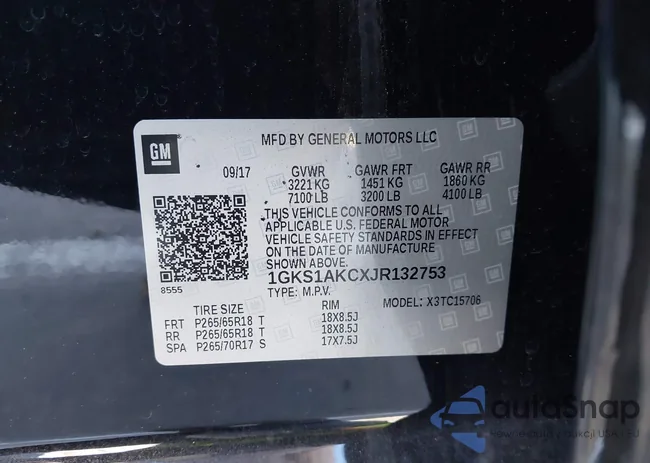 GM
MFD BY GENERAL MOTORS LLC
09/17 GVWR GAWR FRT GAWR RR
3221 KG 1451 KG 1860 KG
7100 LB 3200 LB 4100 LB
THIS VEHICLE CONFORMS TO ALL
APPLICABLE U.S. FEDERAL MOTOR
VEHICLE SAFETY STANDARDS IN EFFECT
ON THE DATE OF MANUFACTURE
SHOWN ABOVE.
8555
1GKS1AKCXJR132753
TYPE: M.P.V. MODEL: X3TC15706
TIRE SIZE RIM
FRT P265/65R18 T 18X8.5J
RR P265/65R18 T 18X8.5J
SPA P265/70R17 S 17X7.5J
autoSnap